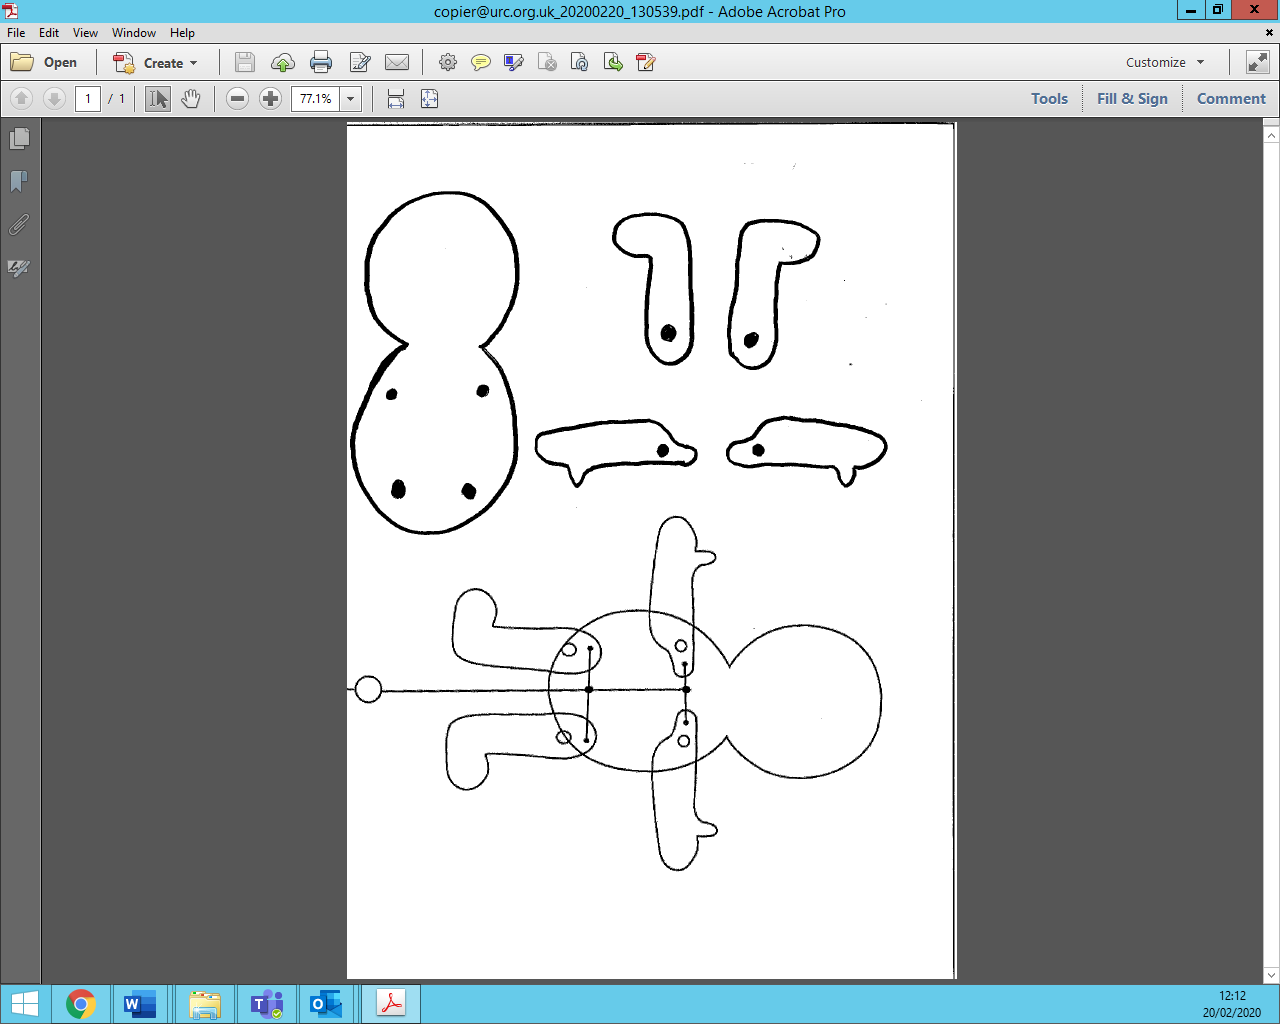 copier@urc.org.uk_20200220_130539.pdf - Adobe Acrobat Pro
File Edit View Window Help
Open Create Customize
1 / 1 77.1% Tools Fill & Sign Comment
12:12
20/02/2020